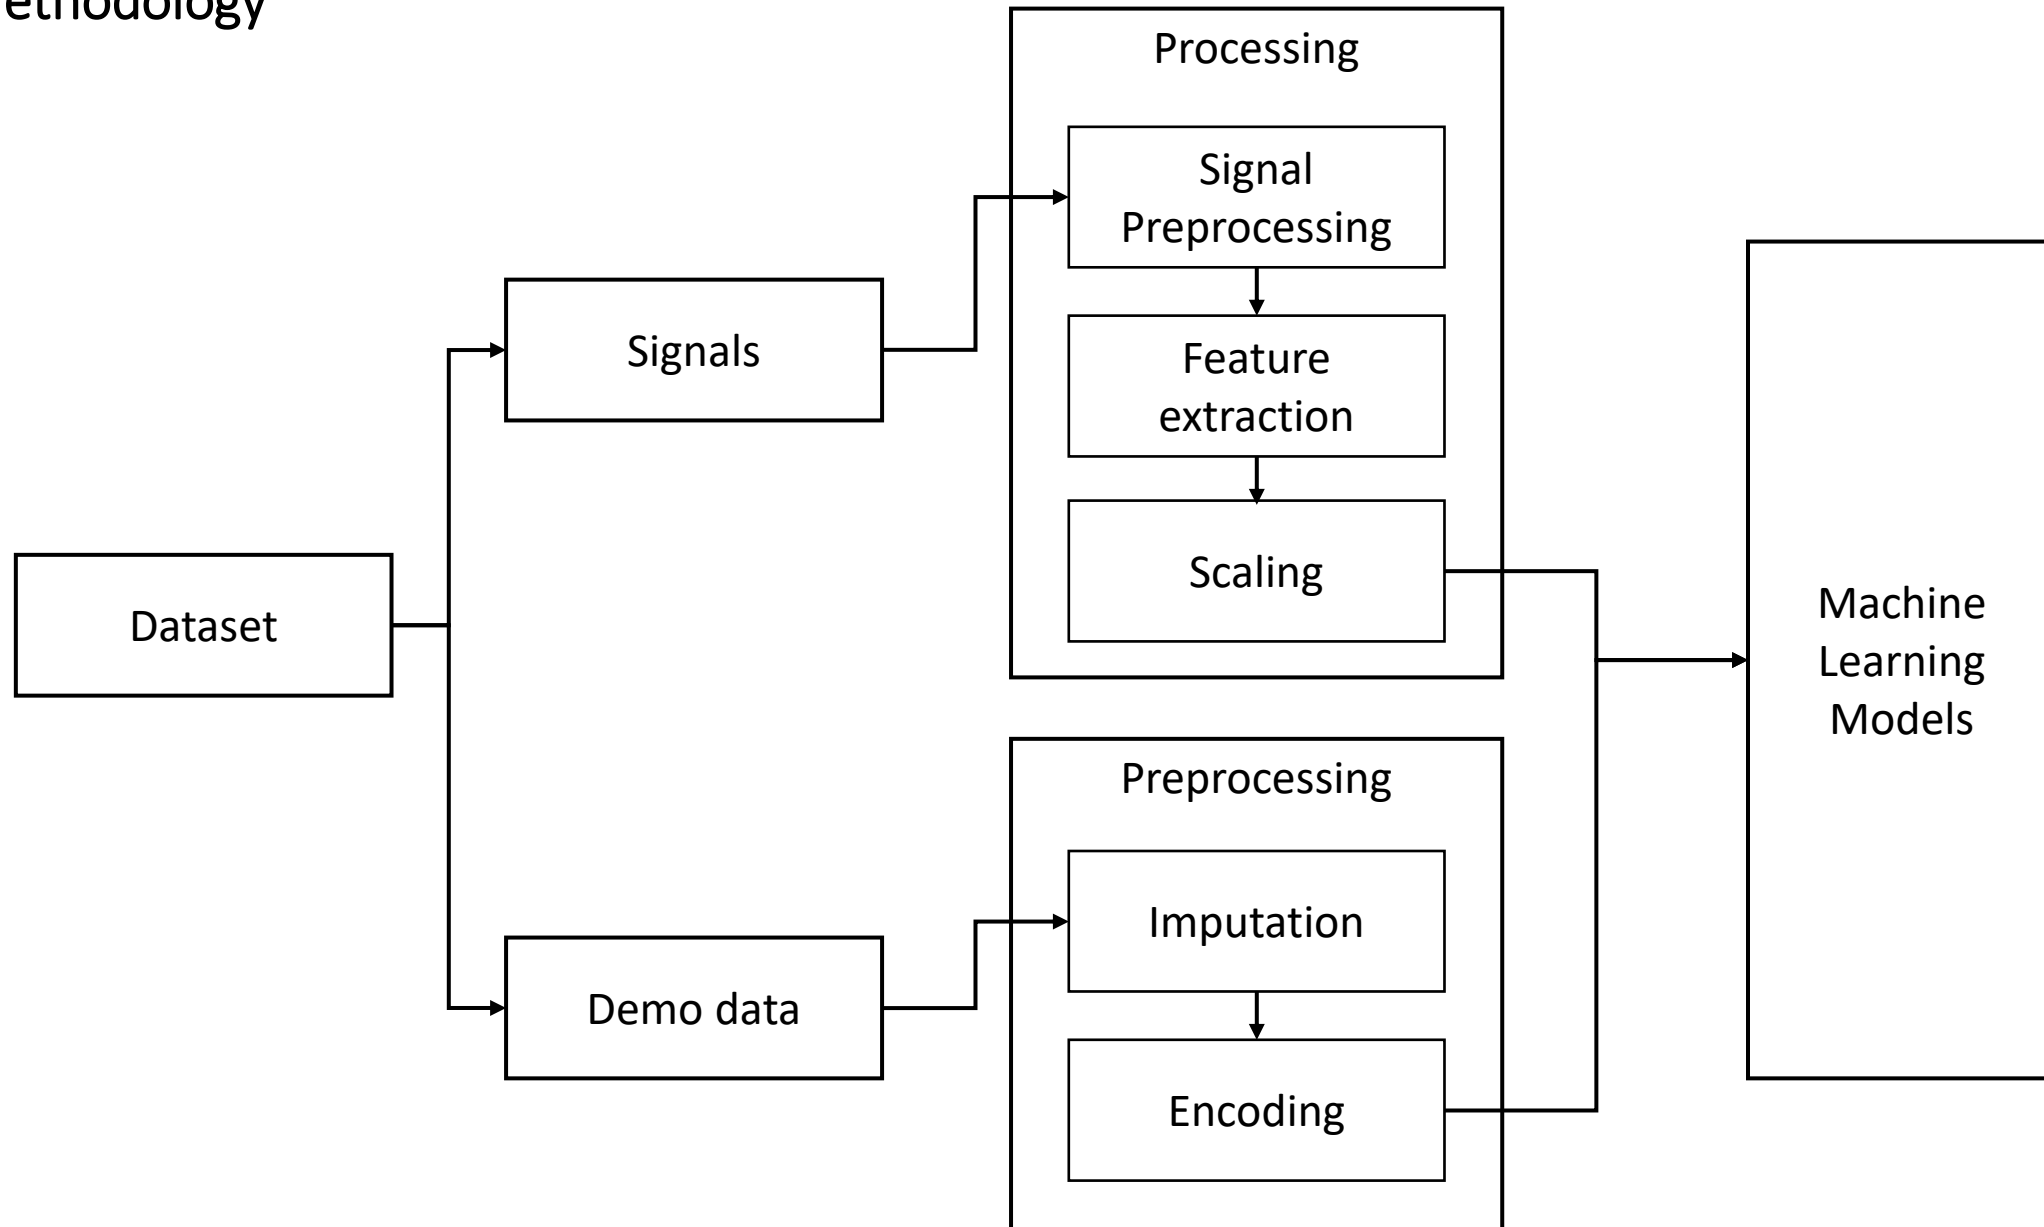 ethodology
Processing
Signal
Preprocessing
Signals
Feature
extraction
Scaling
Dataset
Machine
Learning
Models
Preprocessing
Imputation
Demo data
Encoding